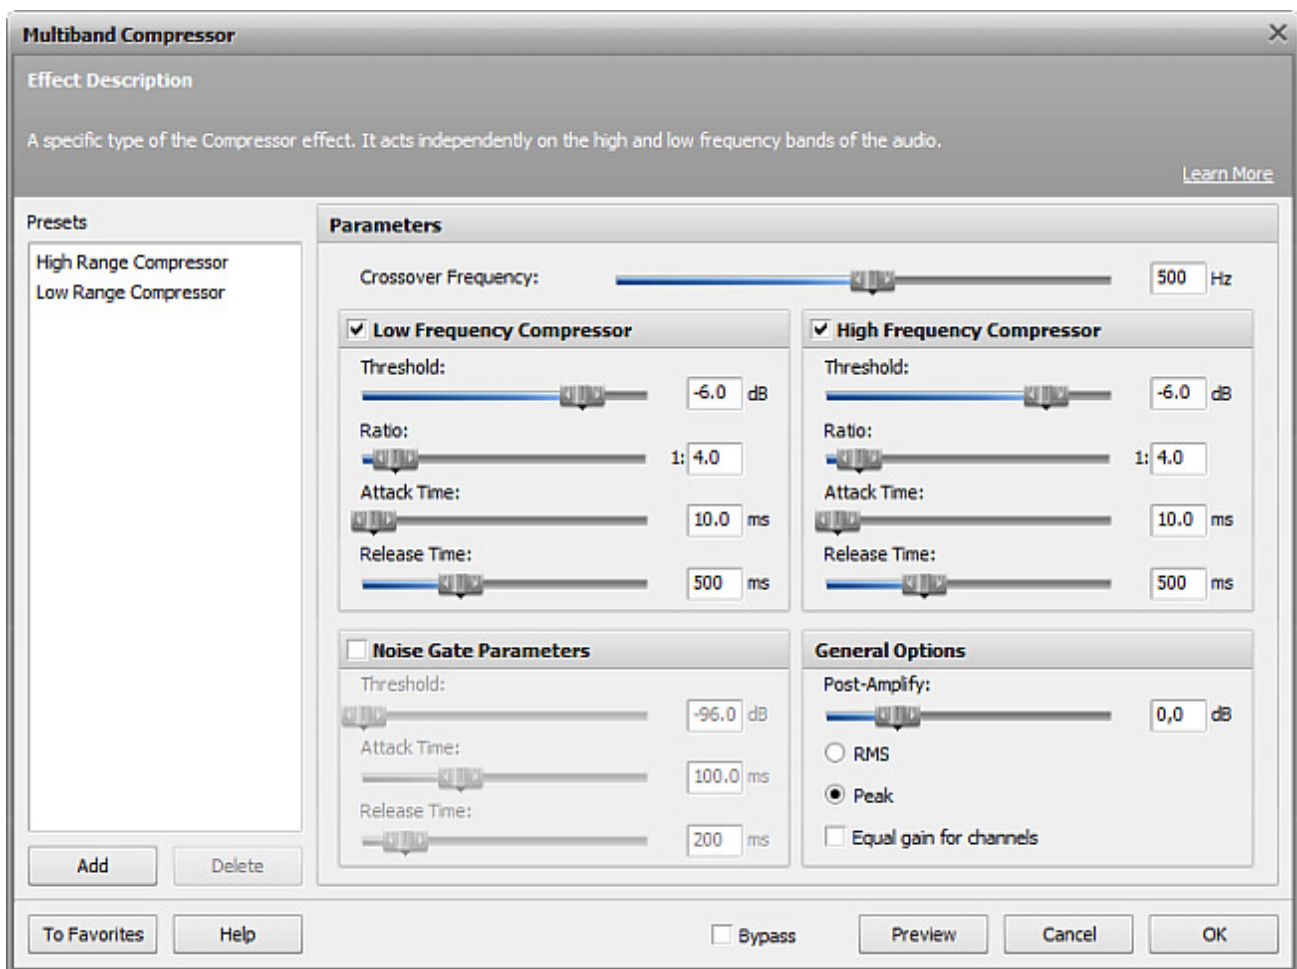 Multiband Compressor
Effect Description
A specific type of the Compressor effect. It acts independently on the high and low frequency bands of the audio.
Learn More
Presets
High Range Compressor
Low Range Compressor
Add
Delete
Parameters
Crossover Frequency: 500 Hz
Low Frequency Compressor
Threshold:
-6.0 dB
Ratio:
1: 4.0
Attack Time:
10.0 ms
Release Time:
500 ms
High Frequency Compressor
Threshold:
-6.0 dB
Ratio:
1: 4.0
Attack Time:
10.0 ms
Release Time:
500 ms
Noise Gate Parameters
Threshold:
-96.0 dB
Attack Time:
100.0 ms
Release Time:
200 ms
General Options
Post-Amplify:
0,0 dB
RMS
Peak
Equal gain for channels
To Favorites
Help
Bypass
Preview
Cancel
OK